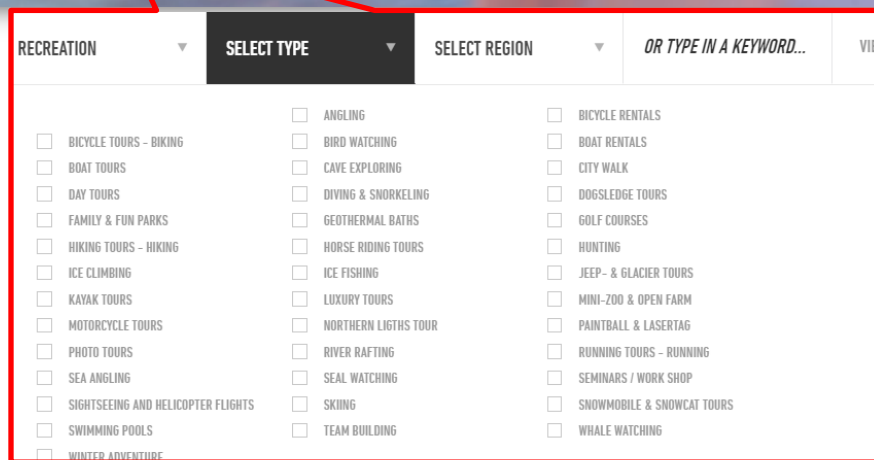 RECREATION SELECT TYPE SELECT REGION OR TYPE IN A KEYWORD...
ANGLING BICYCLE RENTALS
BICYCLE TOURS - BIKING BIRD WATCHING BOAT RENTALS
BOAT TOURS CAVE EXPLORING CITY WALK
DAY TOURS DIVING & SNORKELING DOGSLEDGE TOURS
FAMILY & FUN PARKS GEOTHERMAL BATHS GOLF COURSES
HIKING TOURS - HIKING HORSE RIDING TOURS HUNTING
ICE CLIMBING ICE FISHING JEEP- & GLACIER TOURS
KAYAK TOURS LUXURY TOURS MINI-ZOO & OPEN FARM
MOTORCYCLE TOURS NORTHERN LIGTHS TOUR PAINTBALL & LASERTAG
PHOTO TOURS RIVER RAFTING RUNNING TOURS - RUNNING
SEA ANGLING SEAL WATCHING SEMINARS / WORK SHOP
SIGHTSEEING AND HELICOPTER FLIGHTS SKIING SNOWMOBILE & SNOWCAT TOURS
SWIMMING POOLS TEAM BUILDING WHALE WATCHING
WINTER ADVENTURE